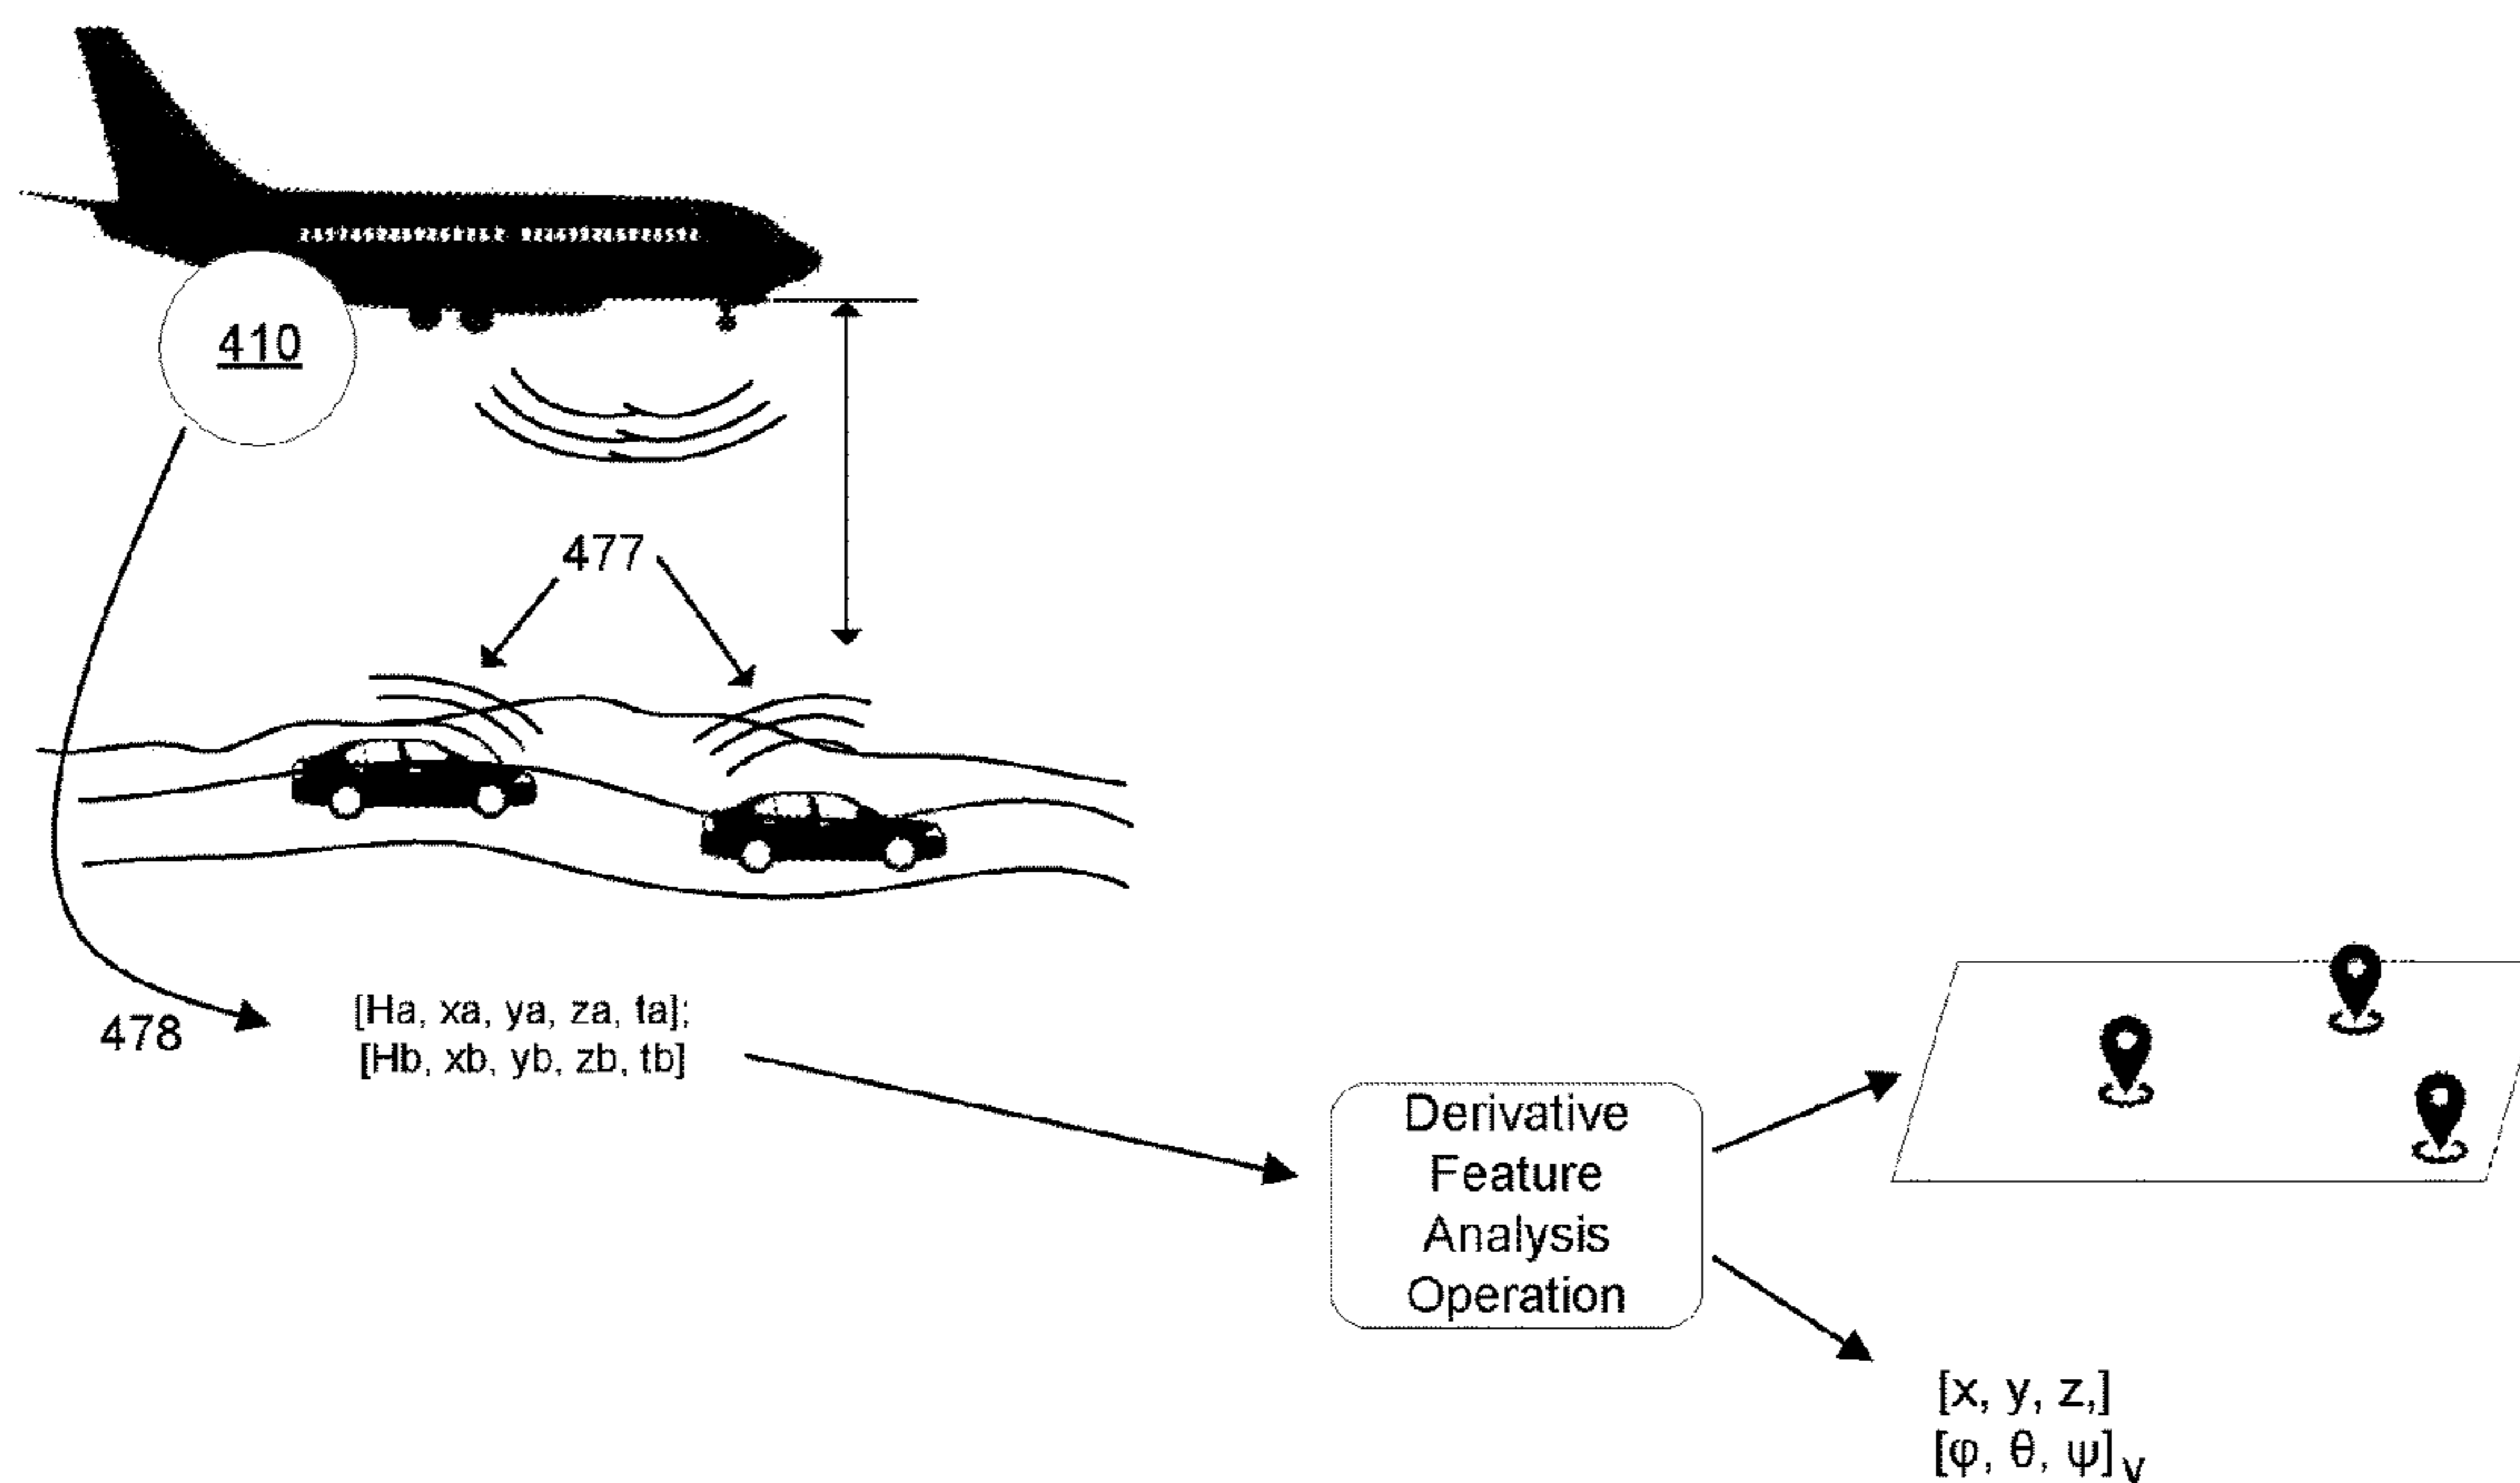 410
477
478
[Ha, xa, ya, za, ta];
[Hb, xb, yb, zb, tb]
Derivative
Feature
Analysis
Operation
[x, y, z,]
[φ, θ, ψ]v